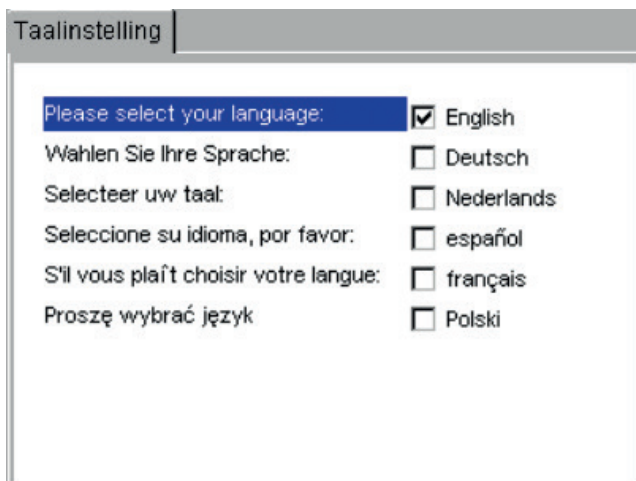 Taalinstelling
Please select your language: English
Wahlen Sie Ihre Sprache: Deutsch
Selecteer uw taal: Nederlands
Seleccione su idioma, por favor: español
S'il vous plaît choisir votre langue: français
Proszę wybrać język Polski